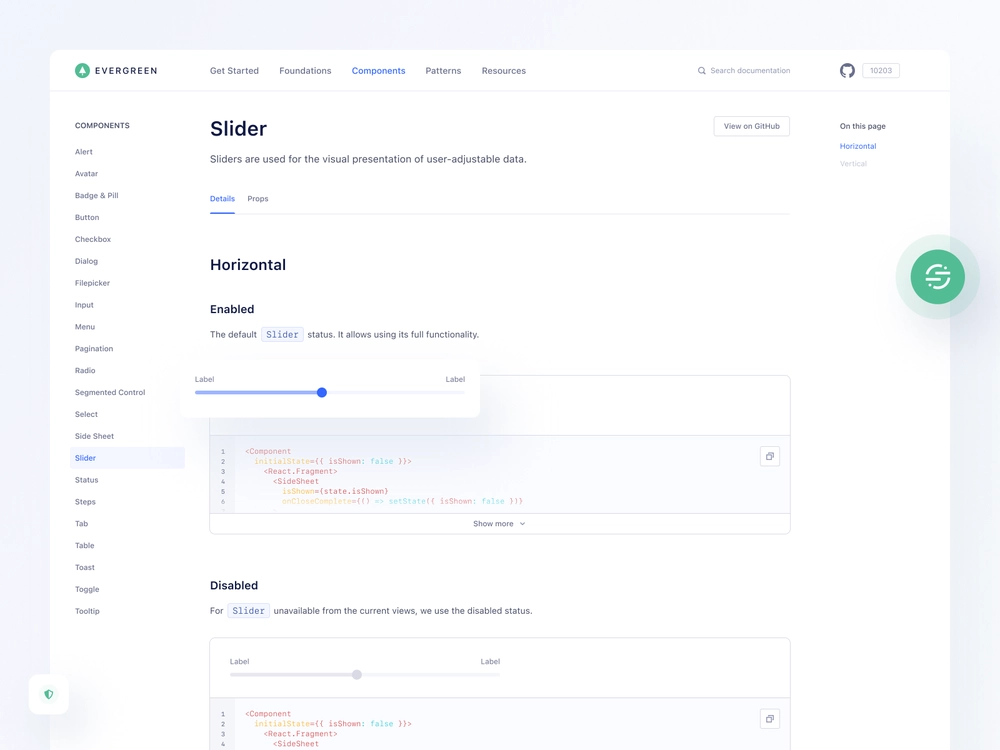 EVERGREEN
Get Started
Foundations
Components
Patterns
Resources
Search documentation
10203
COMPONENTS
Alert
Avatar
Badge & Pill
Button
Checkbox
Dialog
Filepicker
Input
Menu
Pagination
Radio
Segmented Control
Select
Side Sheet
Slider
Status
Steps
Tab
Table
Toast
Toggle
Tooltip
Slider
View on GitHub
Sliders are used for the visual presentation of user-adjustable data.
Details
Props
Horizontal
Enabled
The default Slider status. It allows using its full functionality.
Label
Label
1 <Component
2 initialState={{ isShown: false }}>
3 <React.Fragment>
4 <SideSheet
5 isShown={state.isShown}
6 onCloseComplete={() => setState({ isShown: false })}
Show more
Disabled
For Slider unavailable from the current views, we use the disabled status.
Label
Label
1 <Component
2 initialState={{ isShown: false }}>
3 <React.Fragment>
4 <SideSheet
On this page
Horizontal
Vertical